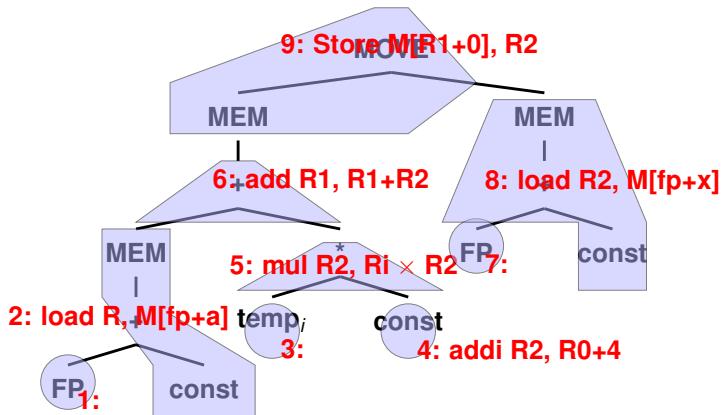 9: Store M[R1+0], R2
MOVE
MEM
MEM
+
6: add R1, R1+R2
+
8: load R2, M[fp+x]
MEM
*
5: mul R2, Ri × R2
FP
7:
const
+
2: load R, M[fp+a]
temp i
3:
const
4: addi R2, R0+4
FP
1:
const